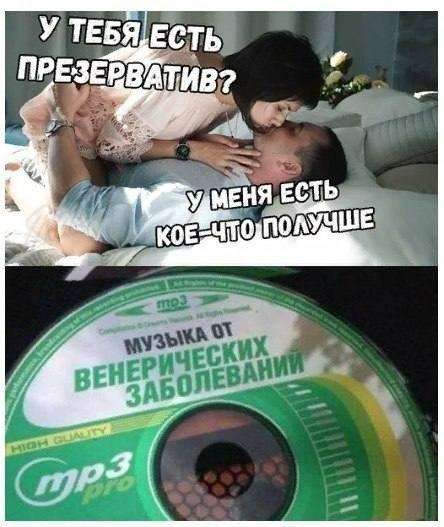 У ТЕБЯ ЕСТЬ
ПРЕЗЕРВАТИВ?
У МЕНЯ ЕСТЬ
КОЕ-ЧТО ПОЛУЧШЕ
mp3
МУЗЫКА ОТ
ВЕНЕРИЧЕСКИХ
ЗАБОЛЕВАНИЙ
HIGH QUALITY
mp3
pro